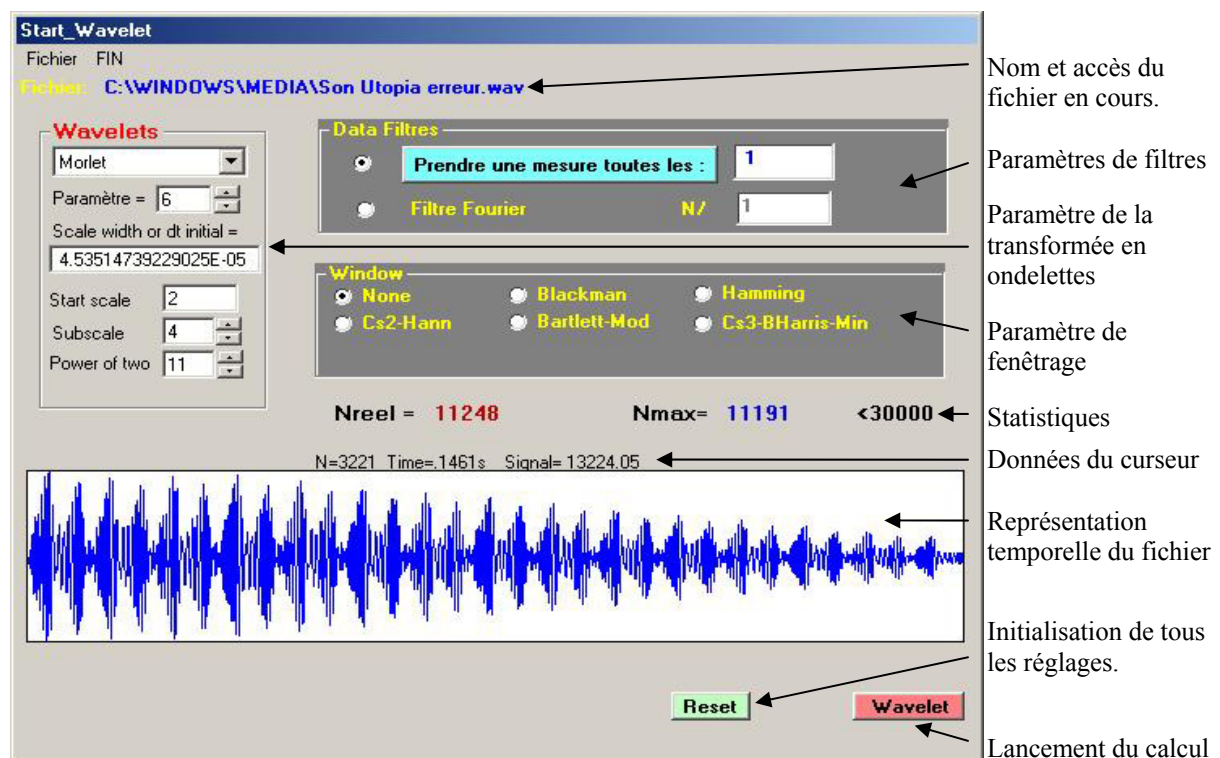 Start_Wavelet
Fichier FIN
Fichier: C:\WINDOWS\MEDIA\Son Utopia erreur.wav
Nom et accès du
fichier en cours.
Wavelets
Morlet
Paramètre = 6
Scale width or dt initial =
4.53514739229025E-05
Start scale 2
Subscale 4
Power of two 11
Data Filtres
Prendre une mesure toutes les : 1
Filtre Fourier N/ 1
Paramètres de filtres
Paramètre de la
transformée en
ondelettes
Window
None Blackman Hamming
Cs2-Hann Bartlett-Mod Cs3-BHarris-Min
Paramètre de
fenêtrage
Nreel = 11248 Nmax= 11191 <30000
Statistiques
N=3221 Time=.1461s Signal= 13224.05
Données du curseur
Représentation
temporelle du fichier
Initialisation de tous
les réglages.
Reset Wavelet
Lancement du calcul